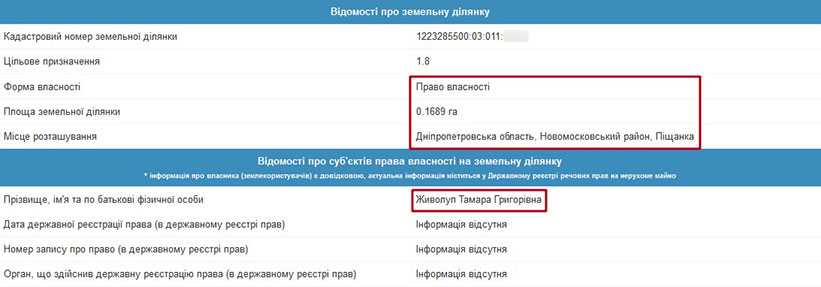 Відомості про земельну ділянку
Кадастровий номер земельної ділянки 1223285500:03:011:
Цільове призначення 1.8
Форма власності Право власності
Площа земельної ділянки 0.1689 га
Місце розташування Дніпропетровська область, Новомосковський район, Піщанка
Відомості про суб'єктів права власності на земельну ділянку
* інформація про власника (землекористувачів) є довідковою, актуальна інформація міститься у Державному реєстрі речових прав на нерухоме майно
Прізвище, ім'я та по батькові фізичної особи Живолуп Тамара Григорівна
Дата державної реєстрації права (в державному реєстрі прав) Інформація відсутня
Номер запису про право (в державному реєстрі прав) Інформація відсутня
Орган, що здійснив державну реєстрацію права (в державному реєстрі прав) Інформація відсутня